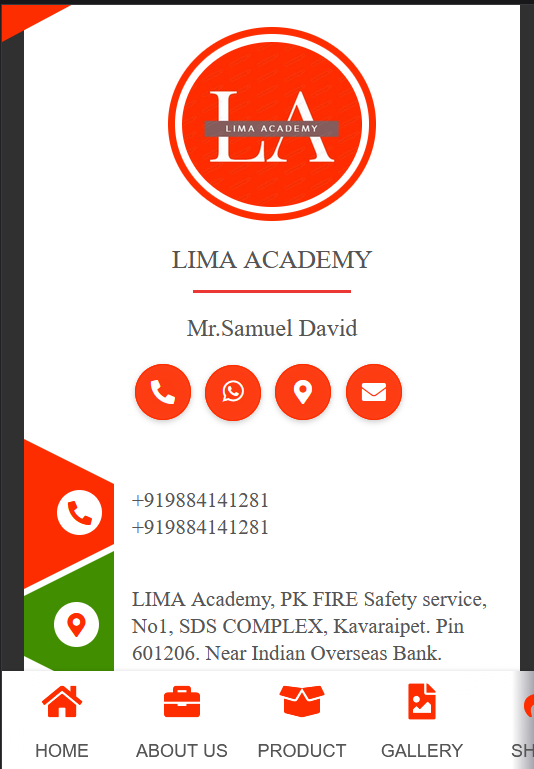 LA
LIMA ACADEMY
LIMA ACADEMY
Mr.Samuel David
+919884141281
+919884141281
LIMA Academy, PK FIRE Safety service,
No1, SDS COMPLEX, Kavaraipet. Pin
601206. Near Indian Overseas Bank.
HOME ABOUT US PRODUCT GALLERY SH